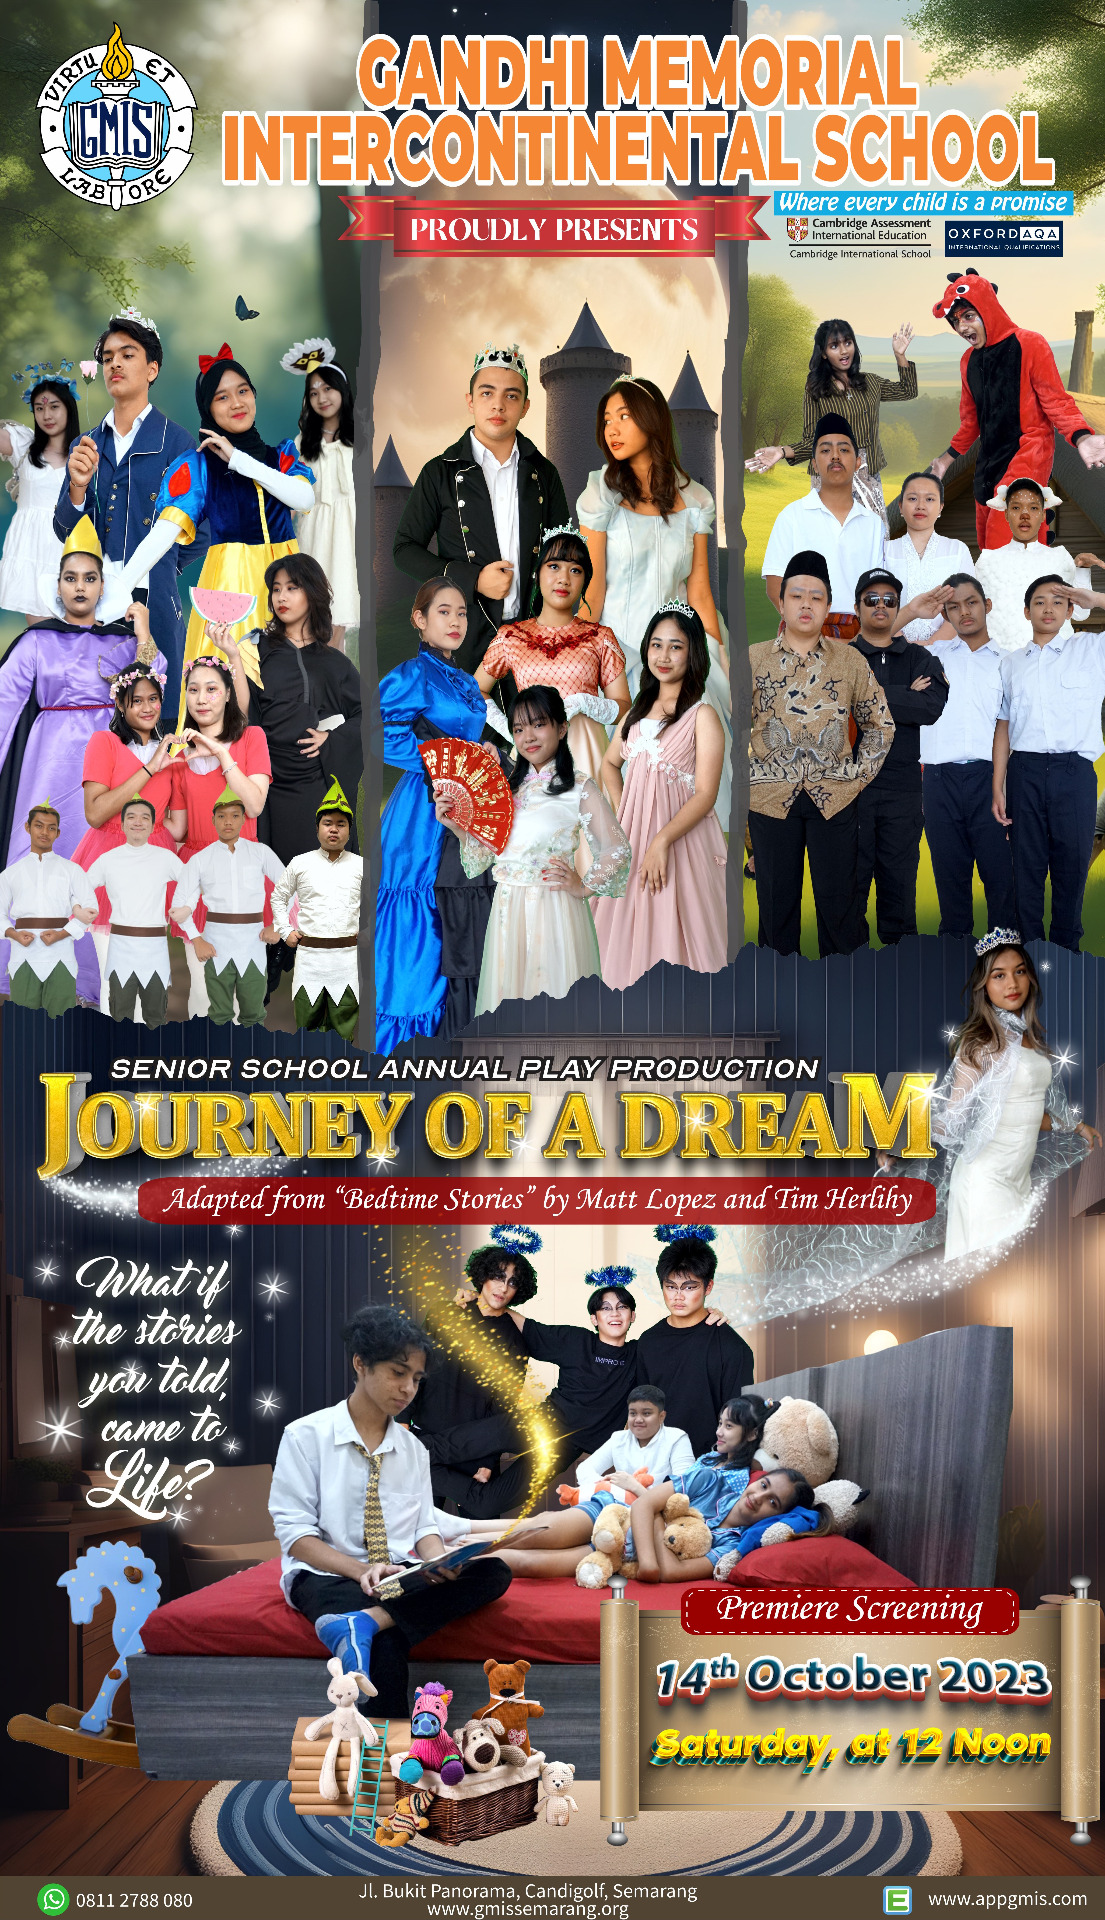 VIRTU ET
GMIS
LABORE
GANDHI MEMORIAL
INTERCONTINENTAL SCHOOL
Where every child is a promise
PROUDLY PRESENTS
Cambridge Assessment
International Education
Cambridge International School
OXFORDAQA
INTERNATIONAL QUALIFICATIONS
SENIOR SCHOOL ANNUAL PLAY PRODUCTION
JOURNEY OF A DREAM
Adapted from “Bedtime Stories” by Matt Lopez and Tim Herlihy
What if
the stories
you told,
came to
Life?
Premiere Screening
14th October 2023
Saturday, at 12 Noon
0811 2788 080
Jl. Bukit Panorama, Candigolf, Semarang
www.gmissemarang.org
E
www.appgmis.com